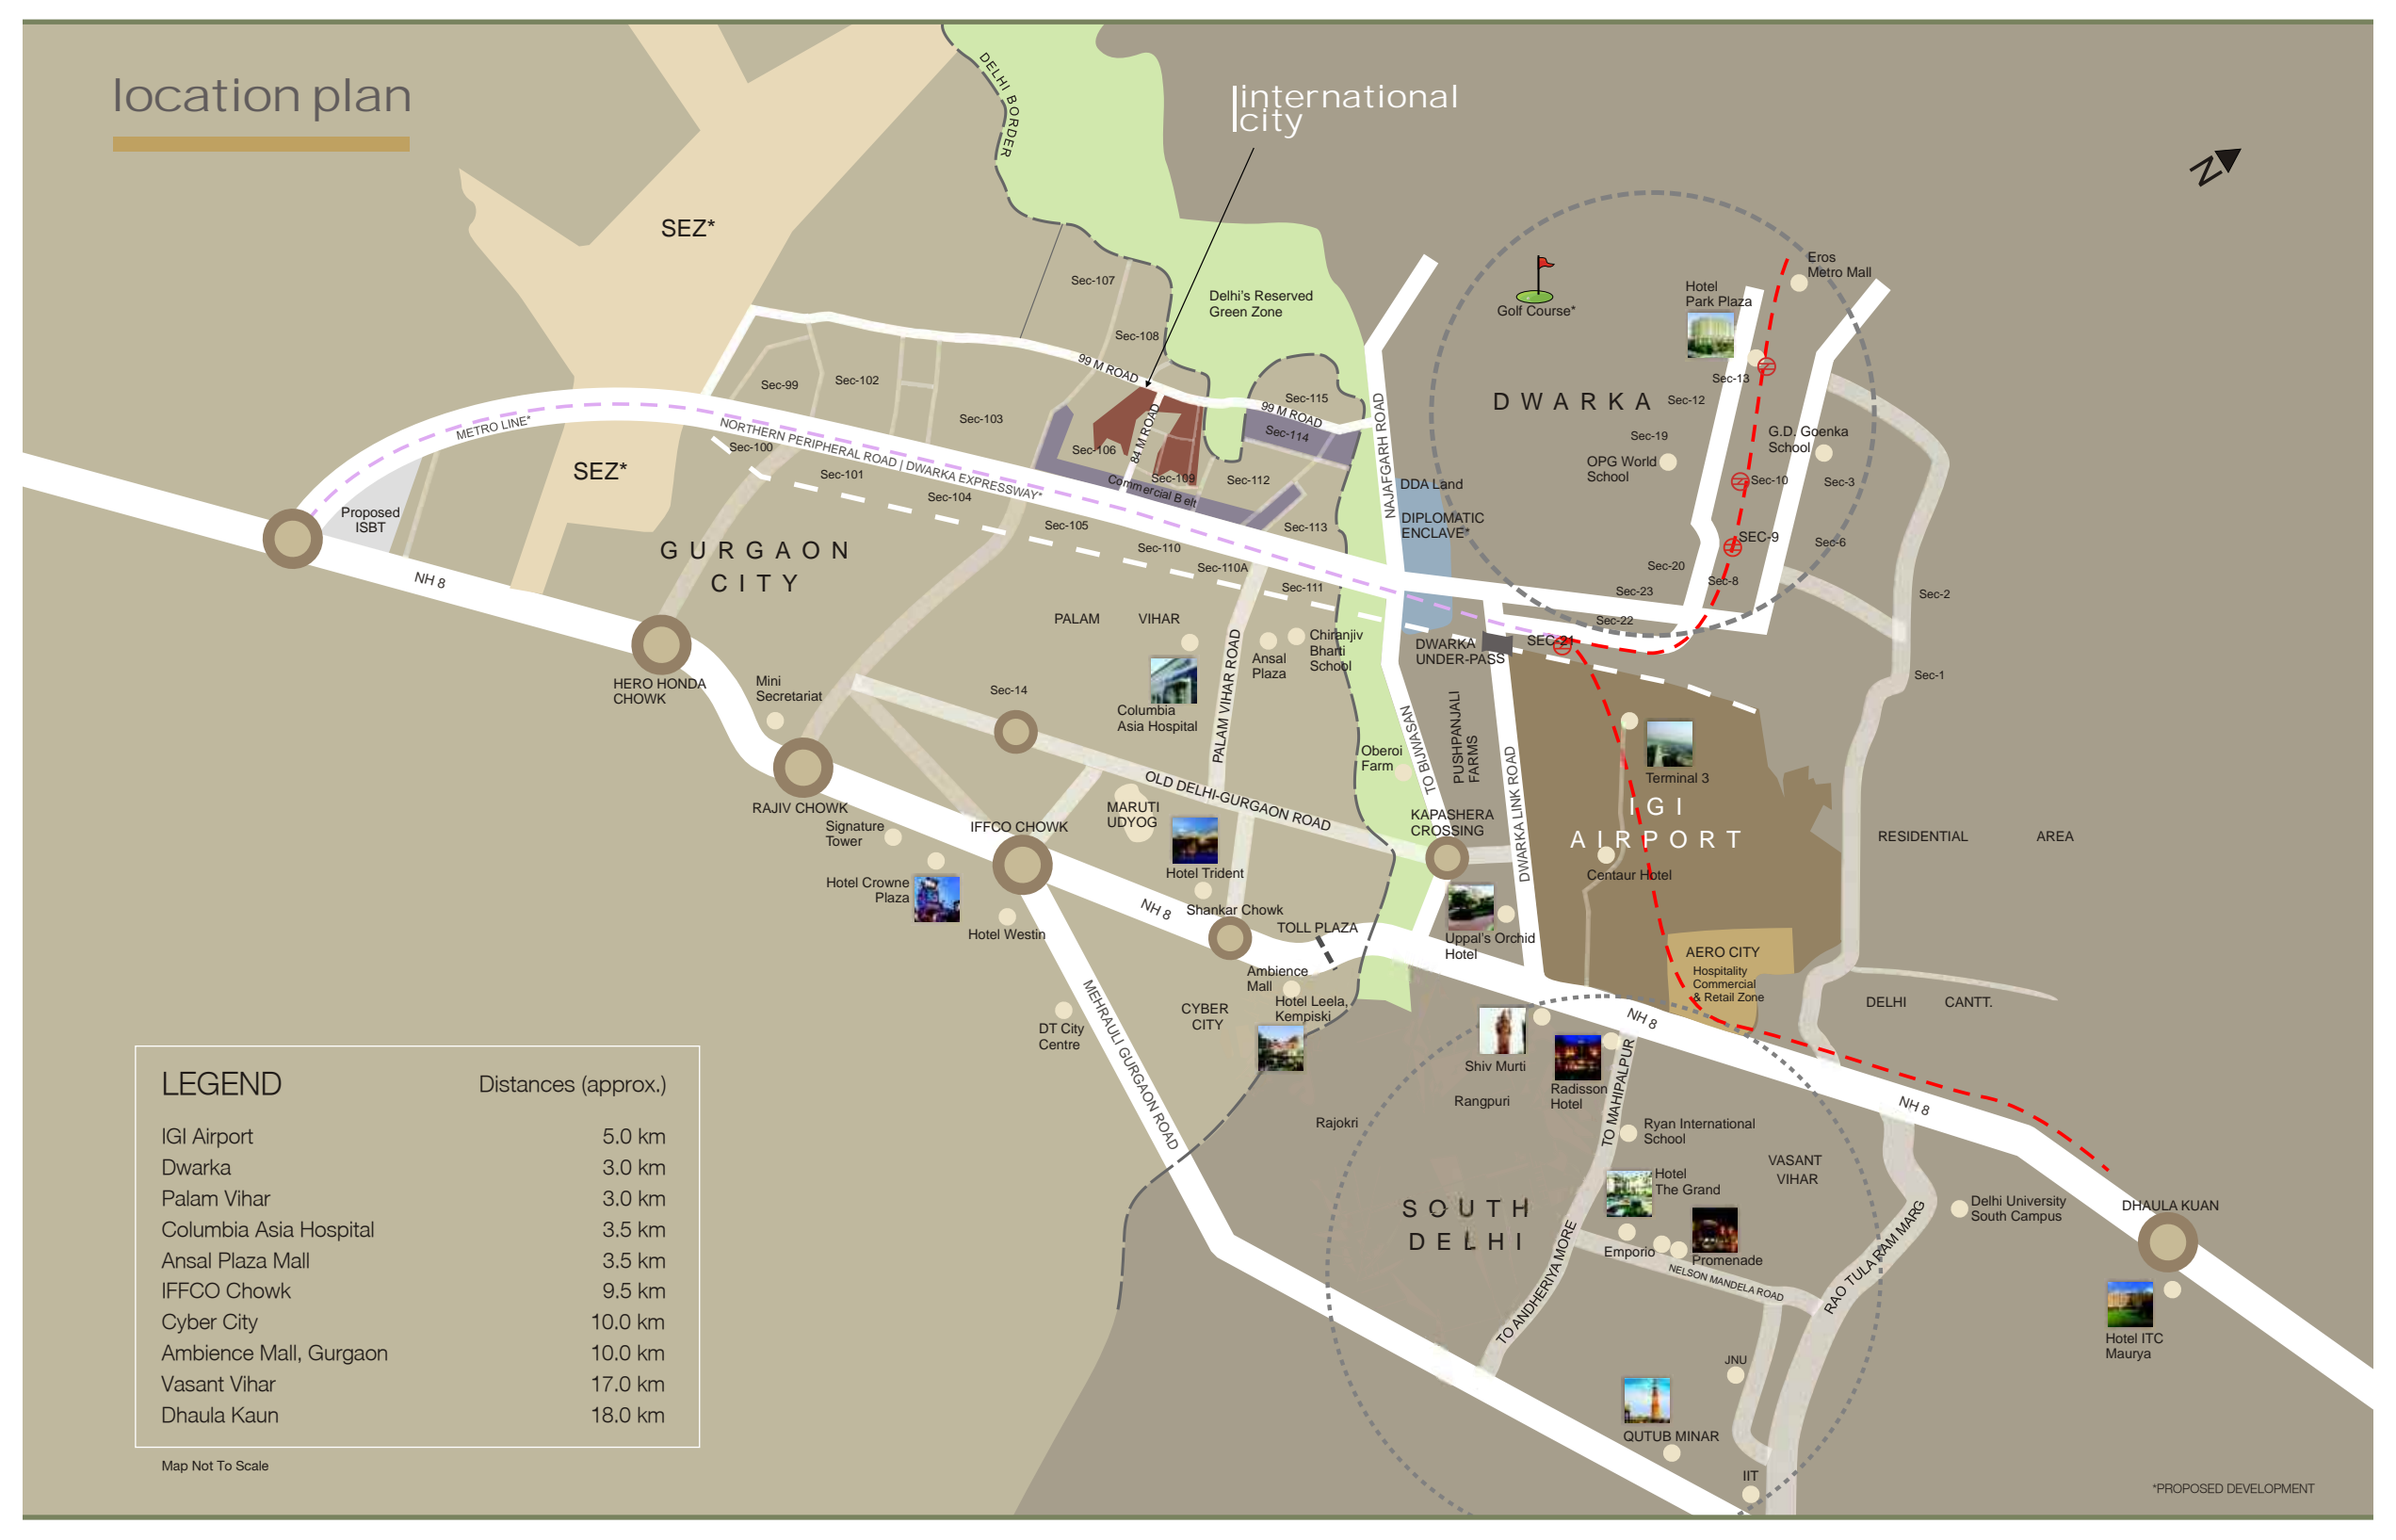 location plan
international
city
N
DELHI BORDER
SEZ*
SEZ*
Sec-107
Sec-108
Delhi's Reserved
Green Zone
Golf Course*
Hotel
Park Plaza
Eros
Metro Mall
99 M ROAD
Sec-99
Sec-102
Sec-103
Sec-115
99 M ROAD
Sec-114
Sec-13
Sec-12
DWARKA
METRO LINE*
NORTHERN PERIPHERAL ROAD | DWARKA EXPRESSWAY*
Sec-100
Sec-101
Sec-104
Sec-105
Sec-106
84 M ROAD
Sec-109
Commercial Belt
Sec-112
Sec-113
Sec-110
Sec-110A
Sec-111
NAJAFGARH ROAD
DDA Land
DIPLOMATIC
ENCLAVE*
Sec-19
OPG World
School
G.D. Goenka
School
Sec-10
Sec-3
SEC-9
Sec-6
Sec-20
Sec-8
Sec-23
Sec-22
Sec-2
Sec-1
SEC-21
Proposed
ISBT
NH 8
GURGAON
CITY
PALAM VIHAR
Chiranjiv
Bharti
School
Ansal
Plaza
DWARKA
UNDER-PASS
HERO HONDA
CHOWK
Mini
Secretariat
Sec-14
Columbia
Asia Hospital
PALAM VIHAR ROAD
Oberoi
Farm
TO BIJWASAN
PUSHPANJALI
FARMS
DWARKA LINK ROAD
Terminal 3
IGI
AIRPORT
Centaur Hotel
RESIDENTIAL AREA
RAJIV CHOWK
Signature
Tower
IFFCO CHOWK
MARUTI
UDYOG
OLD DELHI-GURGAON ROAD
KAPASHERA
CROSSING
Hotel Trident
Hotel Crowne
Plaza
Hotel Westin
NH 8
Shankar Chowk
TOLL PLAZA
Uppal's Orchid
Hotel
AERO CITY
Hospitality
Commercial
& Retail Zone
DELHI CANTT.
Ambience
Mall
Hotel Leela,
Kempiski
CYBER
CITY
DT City
Centre
MEHRAULI GURGAON ROAD
NH 8
Shiv Murti
Radisson
Hotel
TO MAHIPALPUR
Rangpuri
Rajokri
Ryan International
School
NH 8
VASANT
VIHAR
Hotel
The Grand
SOUTH
DELHI
Emporio
Promenade
NELSON MANDELA ROAD
TO ANDHERIYA MORE
RAO TULA RAM MARG
Delhi University
South Campus
DHAULA KUAN
Hotel ITC
Maurya
JNU
QUTUB MINAR
IIT
LEGEND Distances (approx.)
IGI Airport 5.0 km
Dwarka 3.0 km
Palam Vihar 3.0 km
Columbia Asia Hospital 3.5 km
Ansal Plaza Mall 3.5 km
IFFCO Chowk 9.5 km
Cyber City 10.0 km
Ambience Mall, Gurgaon 10.0 km
Vasant Vihar 17.0 km
Dhaula Kaun 18.0 km
Map Not To Scale
*PROPOSED DEVELOPMENT